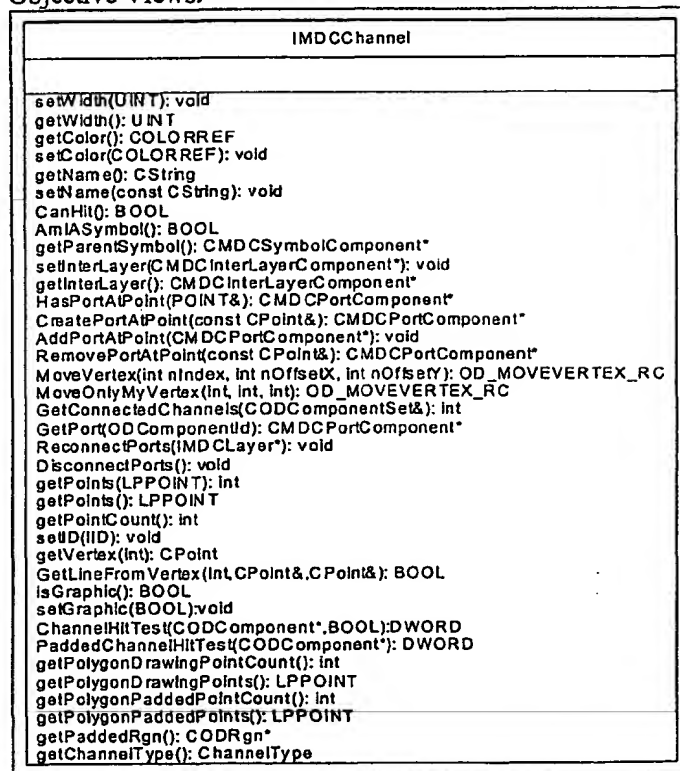 Objective Views.
IMDCChannel
setWidth(UINT): void
getWidth(): UINT
getColor(): COLORREF
setColor(COLORREF): void
getName(): CString
setName(const CString): void
CanHit(): BOOL
AmIASymbol(): BOOL
getParentSymbol(): CMDCSymbolComponent*
setInterLayer(CMDCInterLayerComponent*): void
getInterLayer(): CMDCInterLayerComponent*
HasPortAtPoint(POINT&): CMDCPortComponent*
CreatePortAtPoint(const CPoint&): CMDCPortComponent*
AddPortAtPoint(CMDCPortComponent*): void
RemovePortAtPoint(const CPoint&): CMDCPortComponent*
MoveVertex(int nIndex, int nOffsetX, int nOffsetY): OD_MOVEVERTEX_RC
MoveOnlyMyVertex(int, int, int): OD_MOVEVERTEX_RC
GetConnectedChannels(CODComponentSet&): int
GetPort(ODComponentId): CMDCPortComponent*
ReconnectPorts(IMDCLayer*): void
DisconnectPorts(): void
getPoints(LPPOINT): int
getPoints(): LPPOINT
getPointCount(): int
setID(IID): void
getVertex(int): CPoint
GetLineFromVertex(int,CPoint&,CPoint&): BOOL
isGraphic(): BOOL
setGraphic(BOOL):void
ChannelHitTest(CODComponent*,BOOL):DWORD
PaddedChannelHitTest(CODComponent*): DWORD
getPolygonDrawingPointCount(): int
getPolygonDrawingPoints(): LPPOINT
getPolygonPaddedPointCount(): int
getPolygonPaddedPoints(): LPPOINT
getPaddedRgn(): CODRgn*
getChannelType(): ChannelType